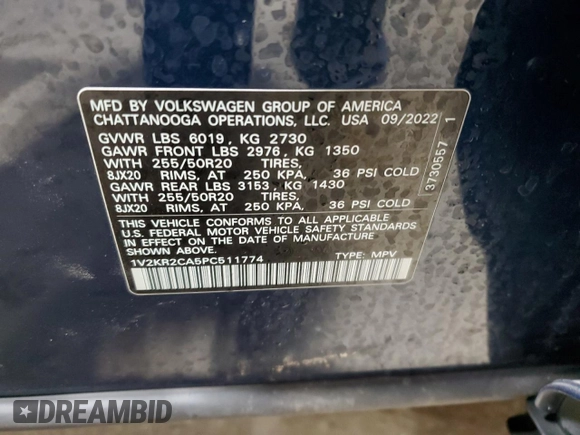 MFD BY VOLKSWAGEN GROUP OF AMERICA
CHATTANOOGA OPERATIONS, LLC. USA 09/2022
GVWR LBS 6019, KG 2730
GAWR FRONT LBS 2976, KG 1350
WITH 255/50R20 TIRES,
8JX20 RIMS, AT 250 KPA, 36 PSI COLD
GAWR REAR LBS 3153, KG 1430
WITH 255/50R20 TIRES,
8JX20 RIMS, AT 250 KPA, 36 PSI COLD
THIS VEHICLE CONFORMS TO ALL APPLICABLE
U.S. FEDERAL MOTOR VEHICLE SAFETY STANDARDS
IN EFFECT ON THE DATE OF MANUFACTURE
SHOWN ABOVE.
1V2KR2CA5PC511774 TYPE: MPV
3730557 1
DREAMBID